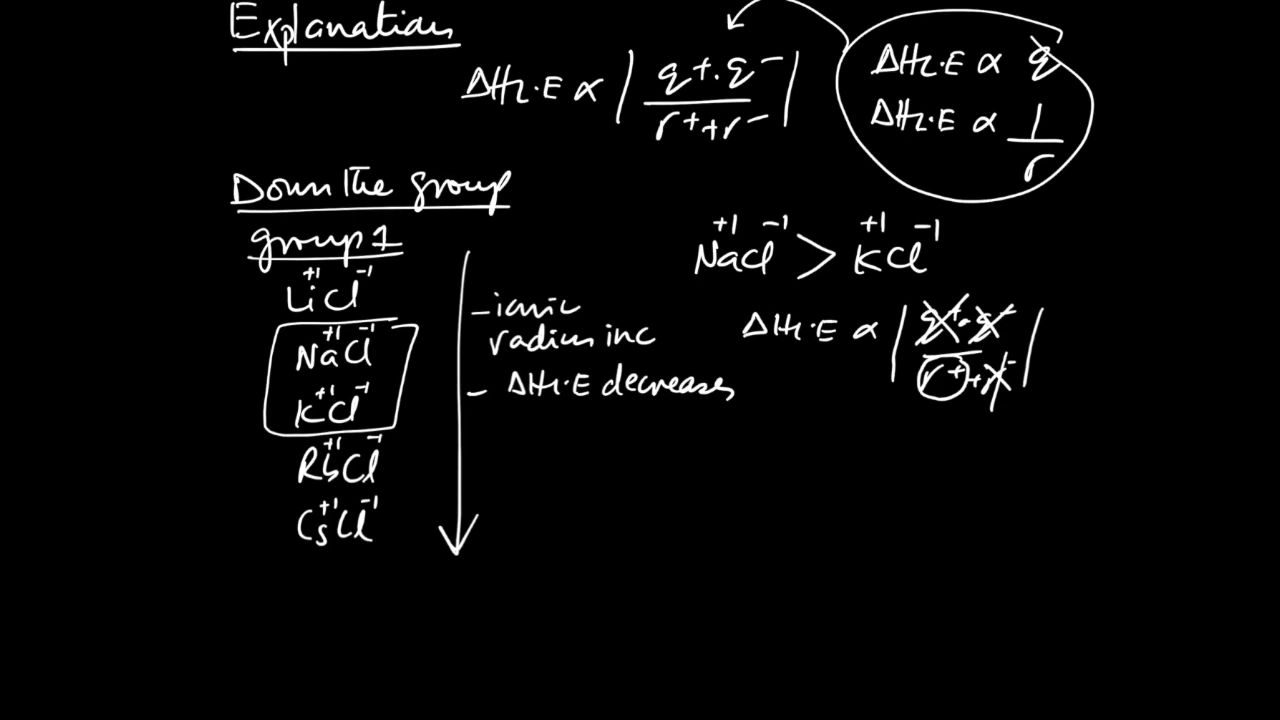 Explanation
ΔHL.E ∝ | q+.q- / r+ + r- |
ΔHL.E ∝ q
ΔHL.E ∝ 1/r
Down the group
group 1
Li+1Cl-1
Na+1Cl-1
K+1Cl-1
Rb+1Cl-1
Cs+1Cl-1
- ionic
radius inc
- ΔHL.E decreases
Na+1Cl-1 > K+1Cl-1
ΔHL.E ∝ | q+.q- / r+ + r- |